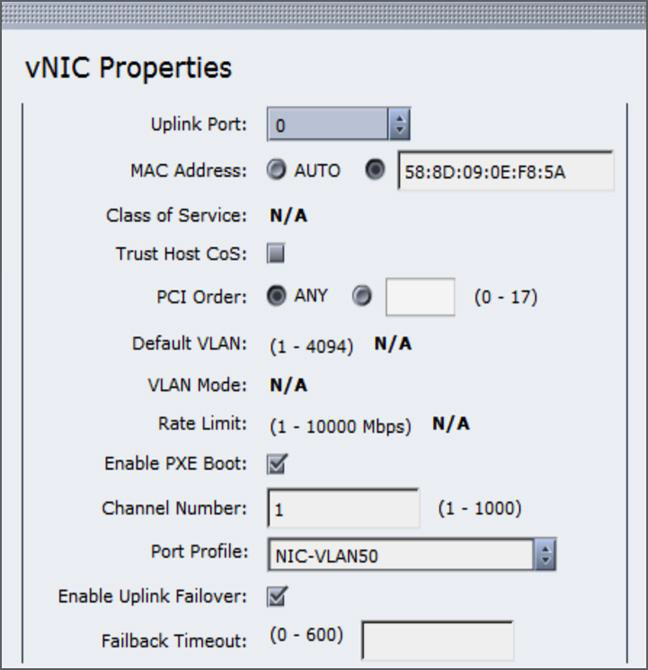 vNIC Properties
Uplink Port: 0
MAC Address: AUTO 58:8D:09:0E:F8:5A
Class of Service: N/A
Trust Host CoS:
PCI Order: ANY (0 - 17)
Default VLAN: (1 - 4094) N/A
VLAN Mode: N/A
Rate Limit: (1 - 10000 Mbps) N/A
Enable PXE Boot:
Channel Number: 1 (1 - 1000)
Port Profile: NIC-VLAN50
Enable Uplink Failover:
Failback Timeout: (0 - 600)